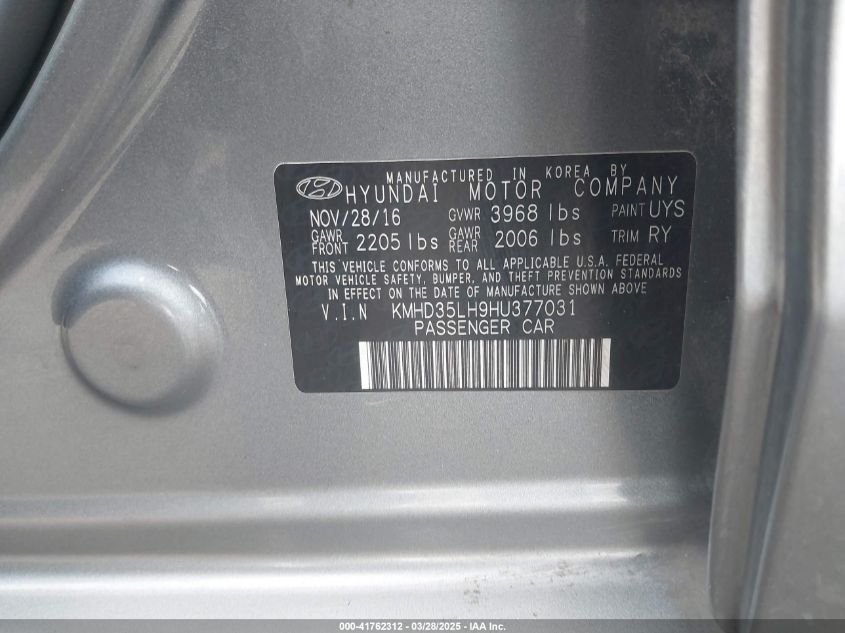 MANUFACTURED IN KOREA BY
HYUNDAI MOTOR COMPANY
NOV/28/16 GVWR 3968 lbs PAINT UYS
GAWR FRONT 2205 lbs GAWR REAR 2006 lbs TRIM RY
THIS VEHICLE CONFORMS TO ALL APPLICABLE U.S.A. FEDERAL
MOTOR VEHICLE SAFETY, BUMPER, AND THEFT PREVENTION STANDARDS
IN EFFECT ON THE DATE OF MANUFACTURE SHOWN ABOVE
V.I.N KMHD35LH9HU377031
PASSENGER CAR
000-41762312 - 03/28/2025 - IAA Inc.